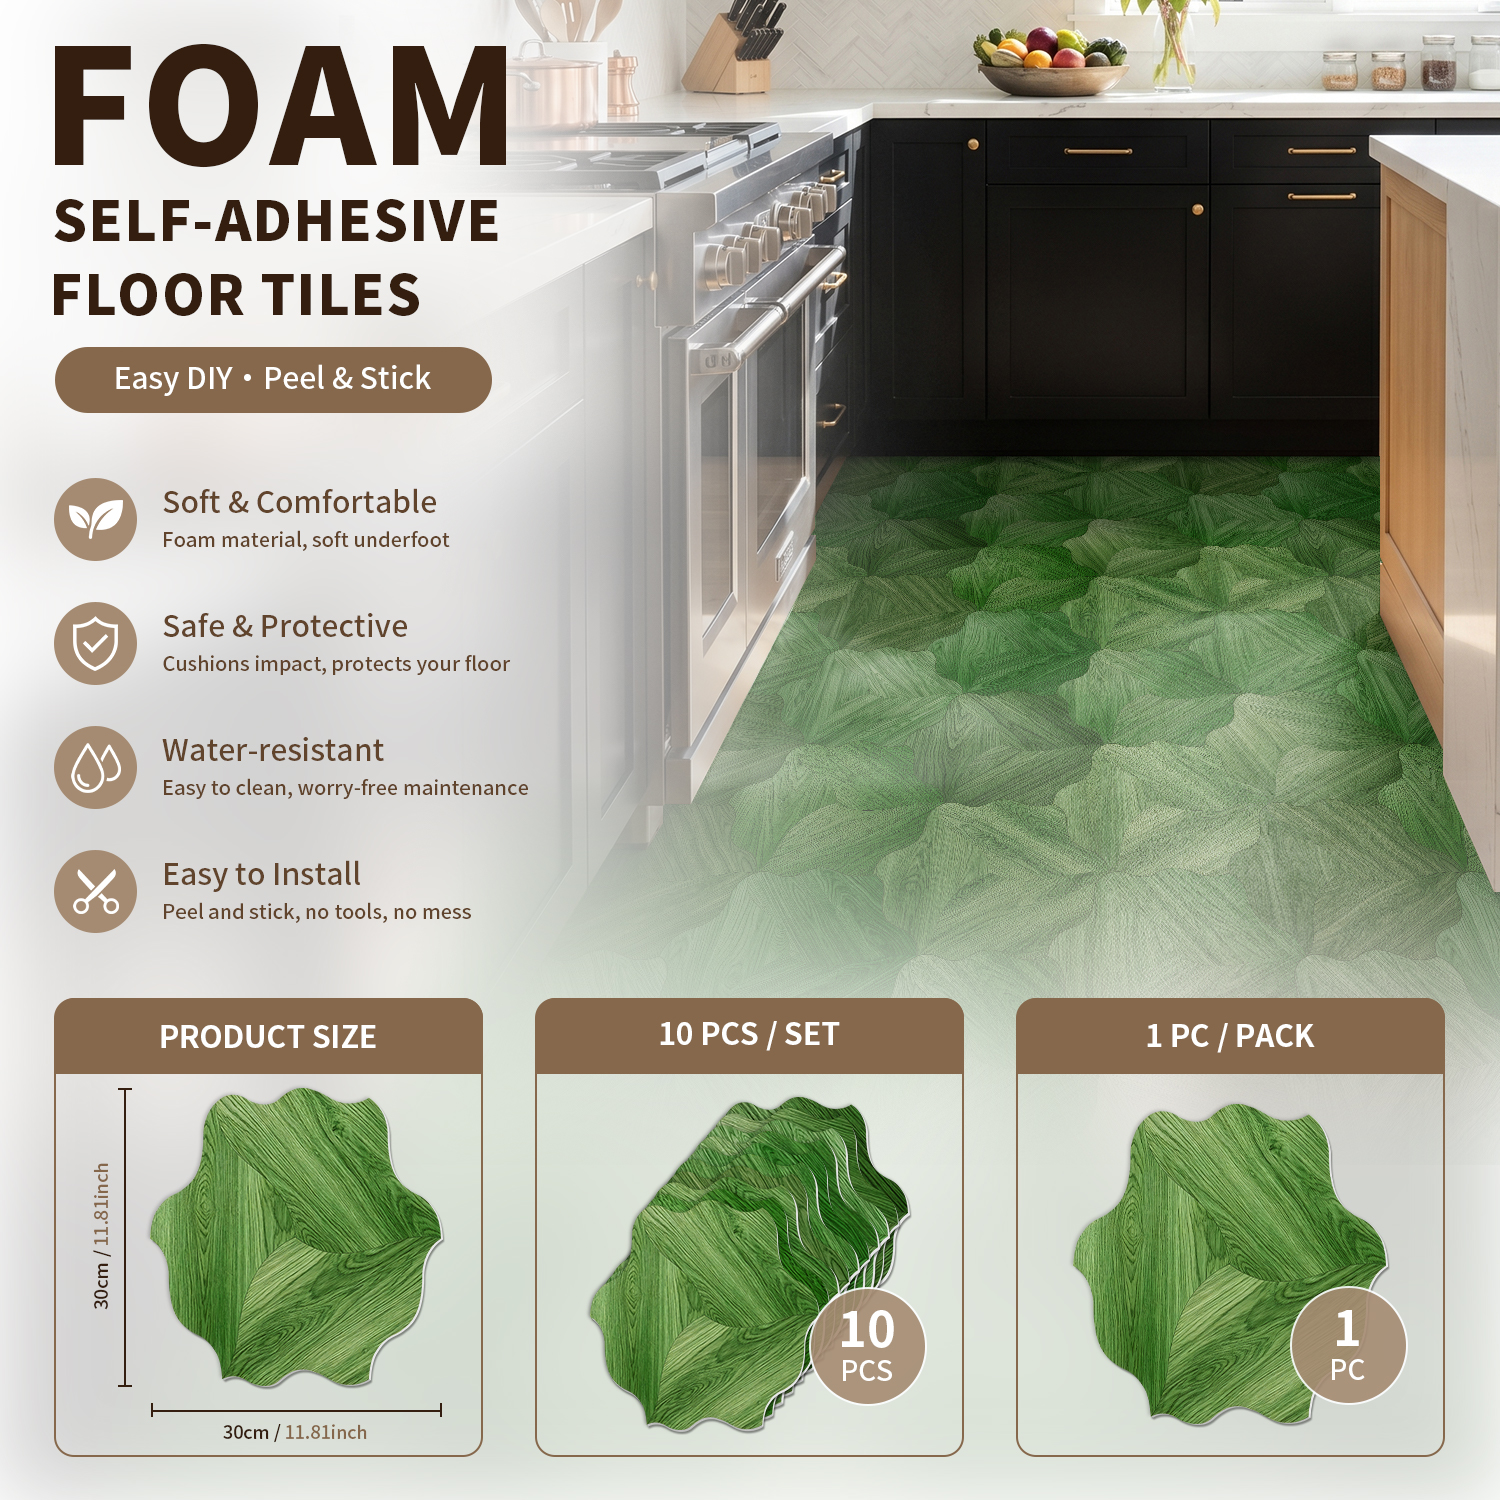 FOAM
SELF-ADHESIVE
FLOOR TILES
Easy DIY • Peel & Stick
Soft & Comfortable
Foam material, soft underfoot
Safe & Protective
Cushions impact, protects your floor
Water-resistant
Easy to clean, worry-free maintenance
Easy to Install
Peel and stick, no tools, no mess
PRODUCT SIZE
30cm / 11.81inch
30cm / 11.81inch
10 PCS / SET
10
PCS
1 PC / PACK
1
PC